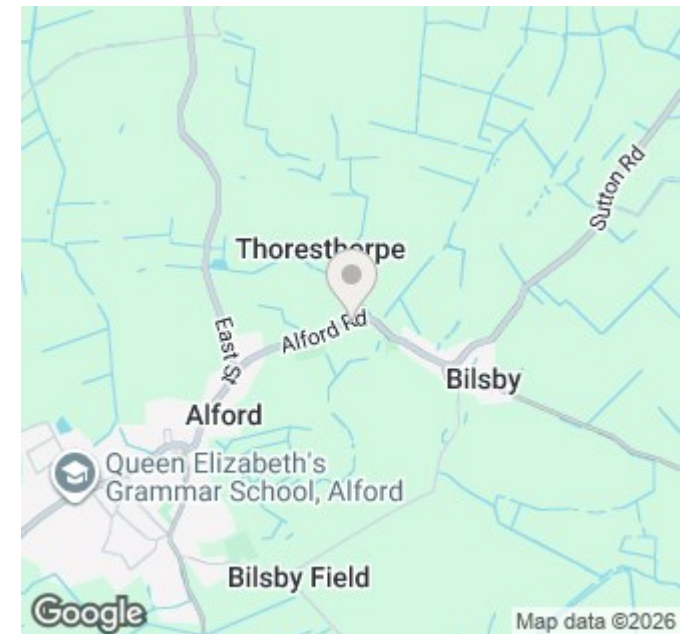 Sutton Rd
Thoresthorpe
Alford Rd
East St
Bilsby
Alford
Queen Elizabeth's
Grammar School, Alford
Bilsby Field
Google
Map data ©2026